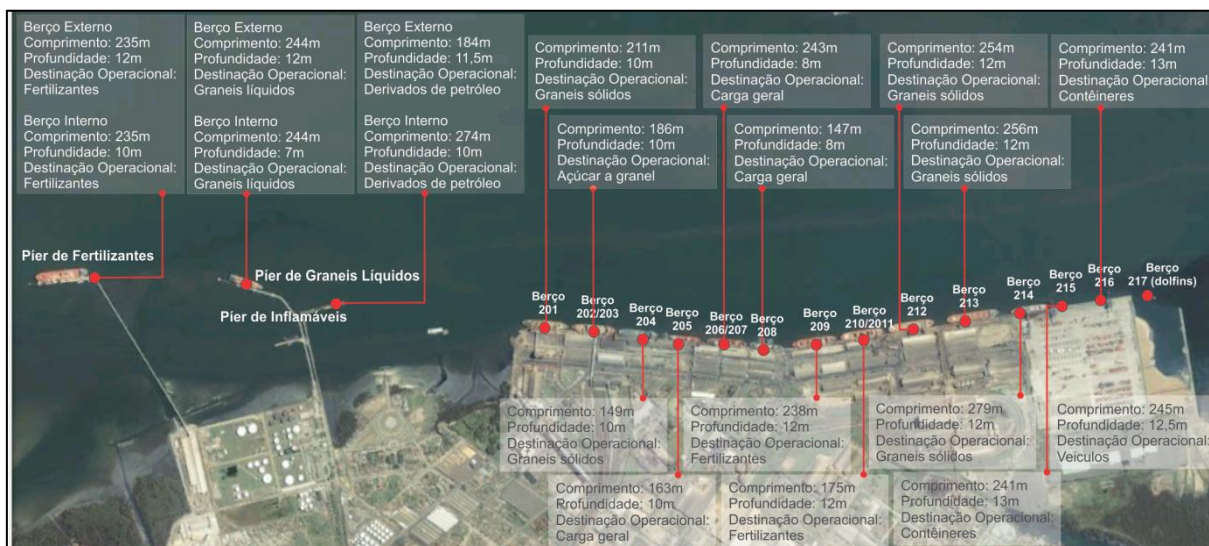 Berço Externo
Comprimento: 235m
Profundidade: 12m
Destinação Operacional:
Fertilizantes
Berço Interno
Comprimento: 235m
Profundidade: 10m
Destinação Operacional:
Fertilizantes
Berço Externo
Comprimento: 244m
Profundidade: 12m
Destinação Operacional:
Graneis líquidos
Berço Interno
Comprimento: 244m
Profundidade: 7m
Destinação Operacional:
Graneis líquidos
Berço Externo
Comprimento: 184m
Profundidade: 11,5m
Destinação Operacional:
Derivados de petróleo
Berço Interno
Comprimento: 274m
Profundidade: 10m
Destinação Operacional:
Derivados de petróleo
Comprimento: 211m
Profundidade: 10m
Destinação Operacional:
Graneis sólidos
Comprimento: 243m
Profundidade: 8m
Destinação Operacional:
Carga geral
Comprimento: 254m
Profundidade: 12m
Destinação Operacional:
Graneis sólidos
Comprimento: 241m
Profundidade: 13m
Destinação Operacional:
Contêineres
Comprimento: 186m
Profundidade: 10m
Destinação Operacional:
Açúcar a granel
Comprimento: 147m
Profundidade: 8m
Destinação Operacional:
Carga geral
Comprimento: 256m
Profundidade: 12m
Destinação Operacional:
Graneis sólidos
Píer de Fertilizantes
Píer de Graneis Líquidos
Píer de Inflamáveis
Berço
201
Berço
202/203
Berço
204
Berço
205
Berço
206/207
Berço
208
Berço
209
Berço
210/2011
Berço
212
Berço
213
Berço
214
Berço
215
Berço
216
Berço
217 (dolfins)
Comprimento: 149m
Profundidade: 10m
Destinação Operacional:
Graneis sólidos
Comprimento: 238m
Profundidade: 12m
Destinação Operacional:
Fertilizantes
Comprimento: 279m
Profundidade: 12m
Destinação Operacional:
Graneis sólidos
Comprimento: 245m
Profundidade: 12,5m
Destinação Operacional:
Veiculos
Comprimento: 163m
Profundidade: 10m
Destinação Operacional:
Carga geral
Comprimento: 175m
Profundidade: 12m
Destinação Operacional:
Fertilizantes
Comprimento: 241m
Profundidade: 13m
Destinação Operacional:
Contêineres